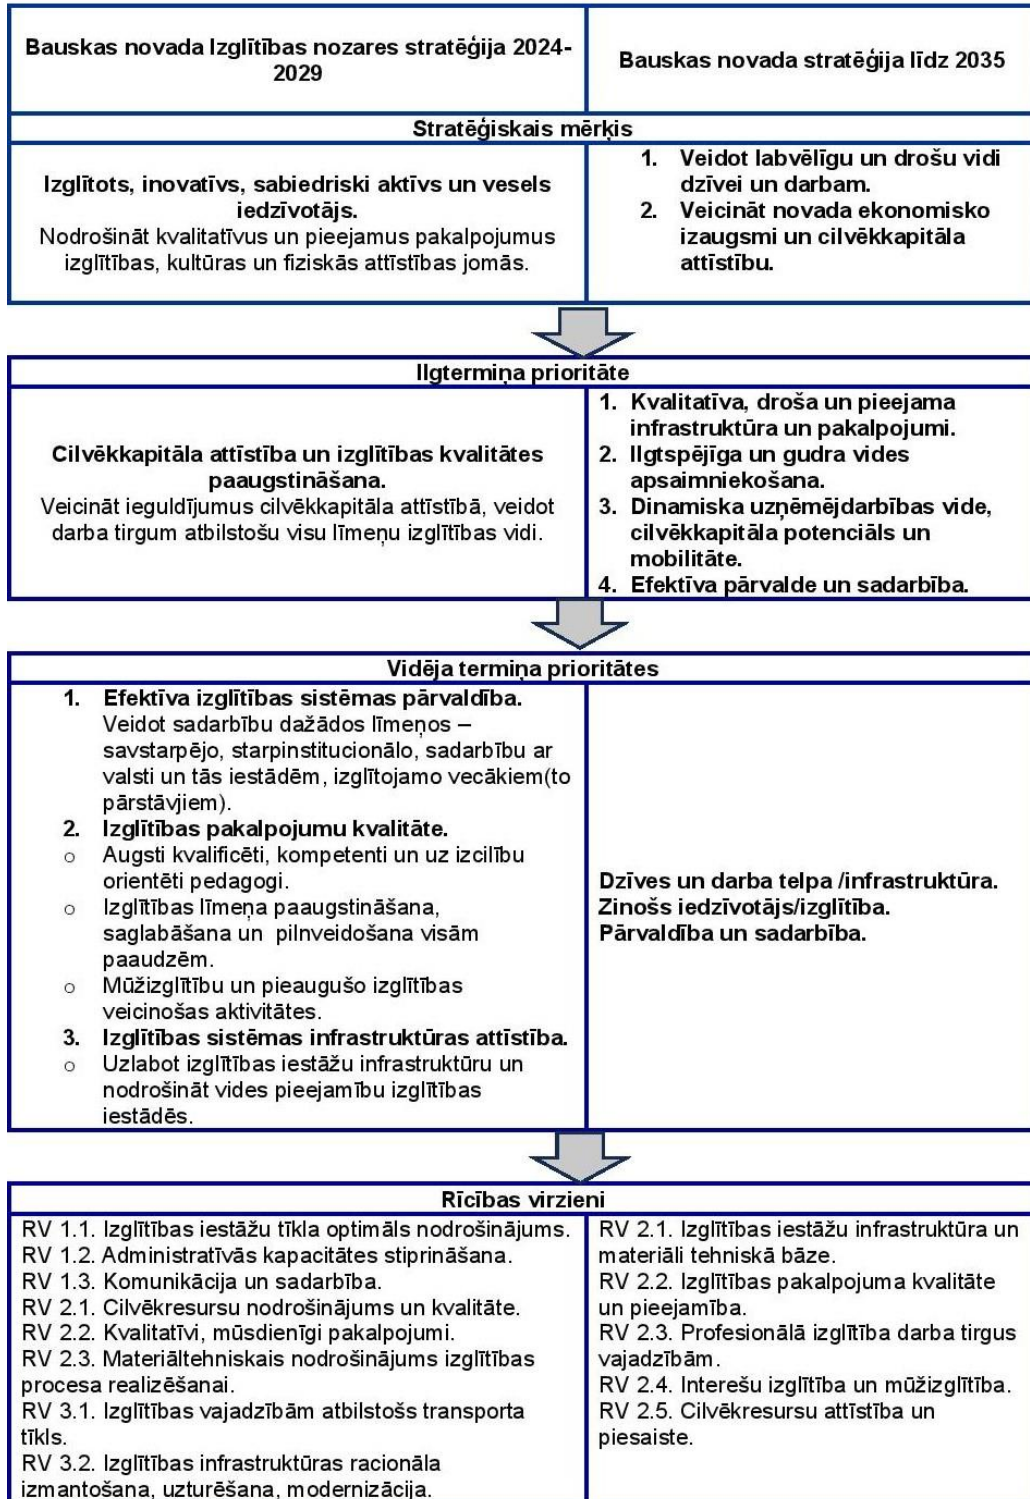 Bauskas novada Izglītības nozares stratēģija 2024-
2029
Bauskas novada stratēģija līdz 2035
Stratēģiskais mērķis
Izglītots, inovatīvs, sabiedriski aktīvs un vesels
iedzīvotājs.
Nodrošināt kvalitatīvus un pieejamus pakalpojumus
izglītības, kultūras un fiziskās attīstības jomās.
1. Veidot labvēlīgu un drošu vidi
dzīvei un darbam.
2. Veicināt novada ekonomisko
izaugsmi un cilvēkkapitāla
attīstību.
Ilgtermiņa prioritāte
Cilvēkkapitāla attīstība un izglītības kvalitātes
paaugstināšana.
Veicināt ieguldījumus cilvēkkapitāla attīstībā, veidot
darba tirgum atbilstošu visu līmeņu izglītības vidi.
1. Kvalitatīva, droša un pieejama
infrastruktūra un pakalpojumi.
2. Ilgtspējīga un gudra vides
apsaimniekošana.
3. Dinamiska uzņēmējdarbības vide,
cilvēkkapitāla potenciāls un
mobilitāte.
4. Efektīva pārvalde un sadarbība.
Vidēja termiņa prioritātes
1. Efektīva izglītības sistēmas pārvaldība.
Veidot sadarbību dažādos līmeņos –
savstarpējo, starpinstitucionālo, sadarbību ar
valsti un tās iestādēm, izglītojamo vecākiem(to
pārstāvjiem).
2. Izglītības pakalpojumu kvalitāte.
o Augsti kvalificēti, kompetenti un uz izcilību
orientēti pedagogi.
o Izglītības līmeņa paaugstināšana,
saglabāšana un pilnveidošana visām
paaudzēm.
o Mūžizglītību un pieaugušo izglītības
veicinošas aktivitātes.
3. Izglītības sistēmas infrastruktūras attīstība.
o Uzlabot izglītības iestāžu infrastruktūru un
nodrošināt vides pieejamību izglītības
iestādēs.
Dzīves un darba telpa /infrastruktūra.
Zinošs iedzīvotājs/izglītība.
Pārvaldība un sadarbība.
Rīcības virzieni
RV 1.1. Izglītības iestāžu tīkla optimāls nodrošinājums.
RV 1.2. Administratīvās kapacitātes stiprināšana.
RV 1.3. Komunikācija un sadarbība.
RV 2.1. Cilvēkresursu nodrošinājums un kvalitāte.
RV 2.2. Kvalitatīvi, mūsdienīgi pakalpojumi.
RV 2.3. Materiāltehniskais nodrošinājums izglītības
procesa realizēšanai.
RV 3.1. Izglītības vajadzībām atbilstošs transporta
tīkls.
RV 3.2. Izglītības infrastruktūras racionāla
izmantošana, uzturēšana, modernizācija.
RV 2.1. Izglītības iestāžu infrastruktūra un
materiāli tehniskā bāze.
RV 2.2. Izglītības pakalpojuma kvalitāte
un pieejamība.
RV 2.3. Profesionālā izglītība darba tirgus
vajadzībām.
RV 2.4. Interešu izglītība un mūžizglītība.
RV 2.5. Cilvēkresursu attīstība un
piesaiste.